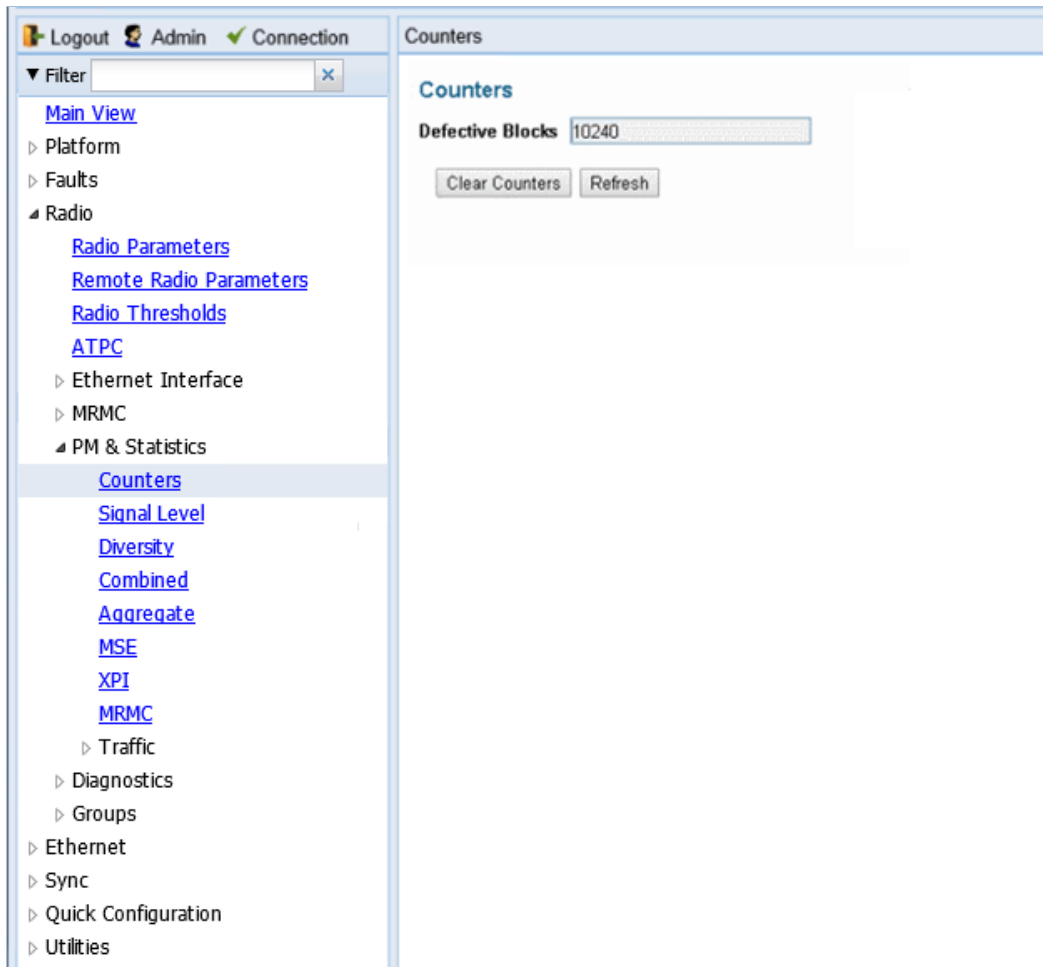 Logout Admin Connection
Filter
Main View
Platform
Faults
Radio
Radio Parameters
Remote Radio Parameters
Radio Thresholds
ATPC
Ethernet Interface
MRMC
PM & Statistics
Counters
Signal Level
Diversity
Combined
Aggregate
MSE
XPI
MRMC
Traffic
Diagnostics
Groups
Ethernet
Sync
Quick Configuration
Utilities
Counters
Counters
Defective Blocks 10240
Clear Counters Refresh